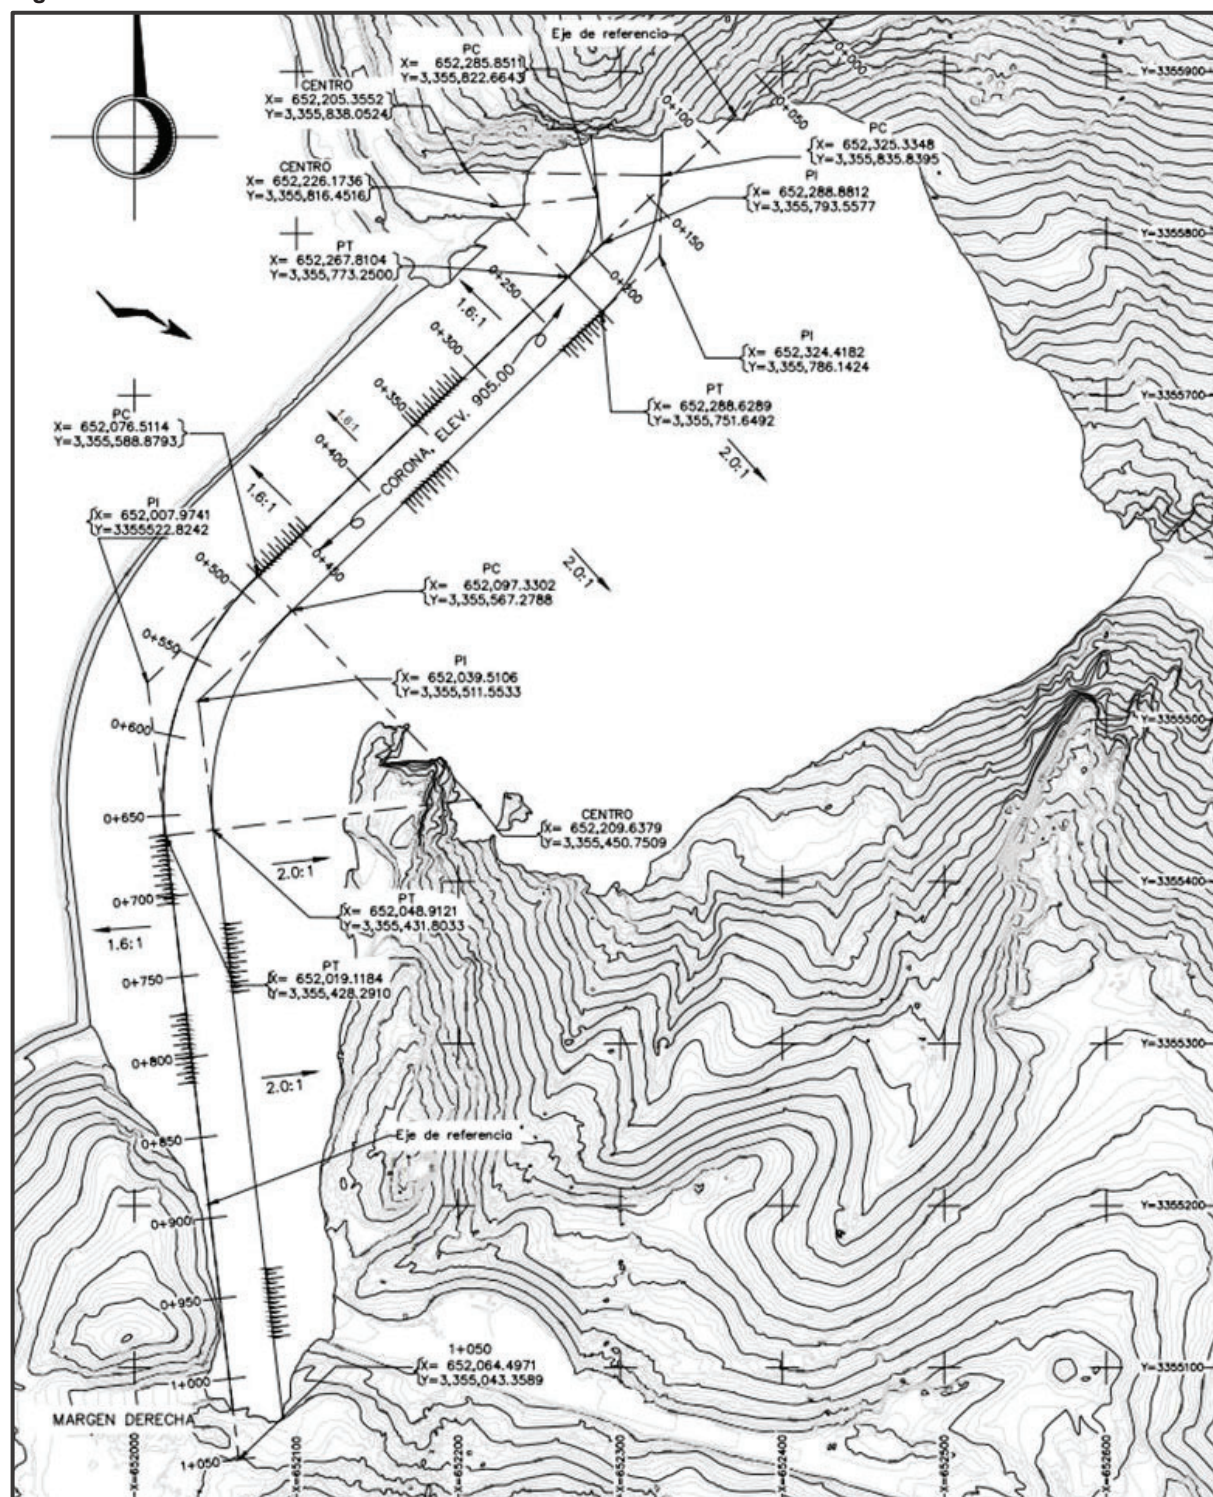 Eje de referencia
0+000
PC
X= 652,285.8511
Y=3,355,822.6643
Y=3355900
CENTRO
X= 652,205.3552
Y=3,355,838.0524
0+050
0+100
PC
X= 652,325.3348
Y=3,355,835.8395
CENTRO
X= 652,226.1736
Y=3,355,816.4516
PI
X= 652,288.8812
Y=3,355,793.5577
0+150
Y=3355800
PT
X= 652,267.8104
Y=3,355,773.2500
0+200
0+250
1.6:1
0+300
PI
X= 652,324.4182
Y=3,355,786.1424
0+350
CORONA, ELEV. 905.00
PT
X= 652,288.6289
Y=3,355,751.6492
Y=3355700
1.6:1
PC
X= 652,076.5114
Y=3,355,588.8793
0+400
2.0:1
1.6:1
PI
X= 652,007.9741
Y=3355522.8242
0+450
0+500
2.0:1
PC
X= 652,097.3302
Y=3,355,567.2788
0+550
PI
X= 652,039.5106
Y=3,355,511.5533
0+600
Y=3355500
0+650
CENTRO
X= 652,209.6379
Y=3,355,450.7509
2.0:1
Y=3355400
0+700
PT
X= 652,048.9121
Y=3,355,431.8033
1.6:1
0+750
PT
X= 652,019.1184
Y=3,355,428.2910
0+800
Y=3355300
2.0:1
0+850
Eje de referencia
Y=3355200
0+900
0+950
1+050
X= 652,064.4971
Y=3,355,043.3589
Y=3355100
1+000
MARGEN DERECHA
1+050
X=652000
X=652100
X=652200
X=652300
X=652400
X=652500
X=652600